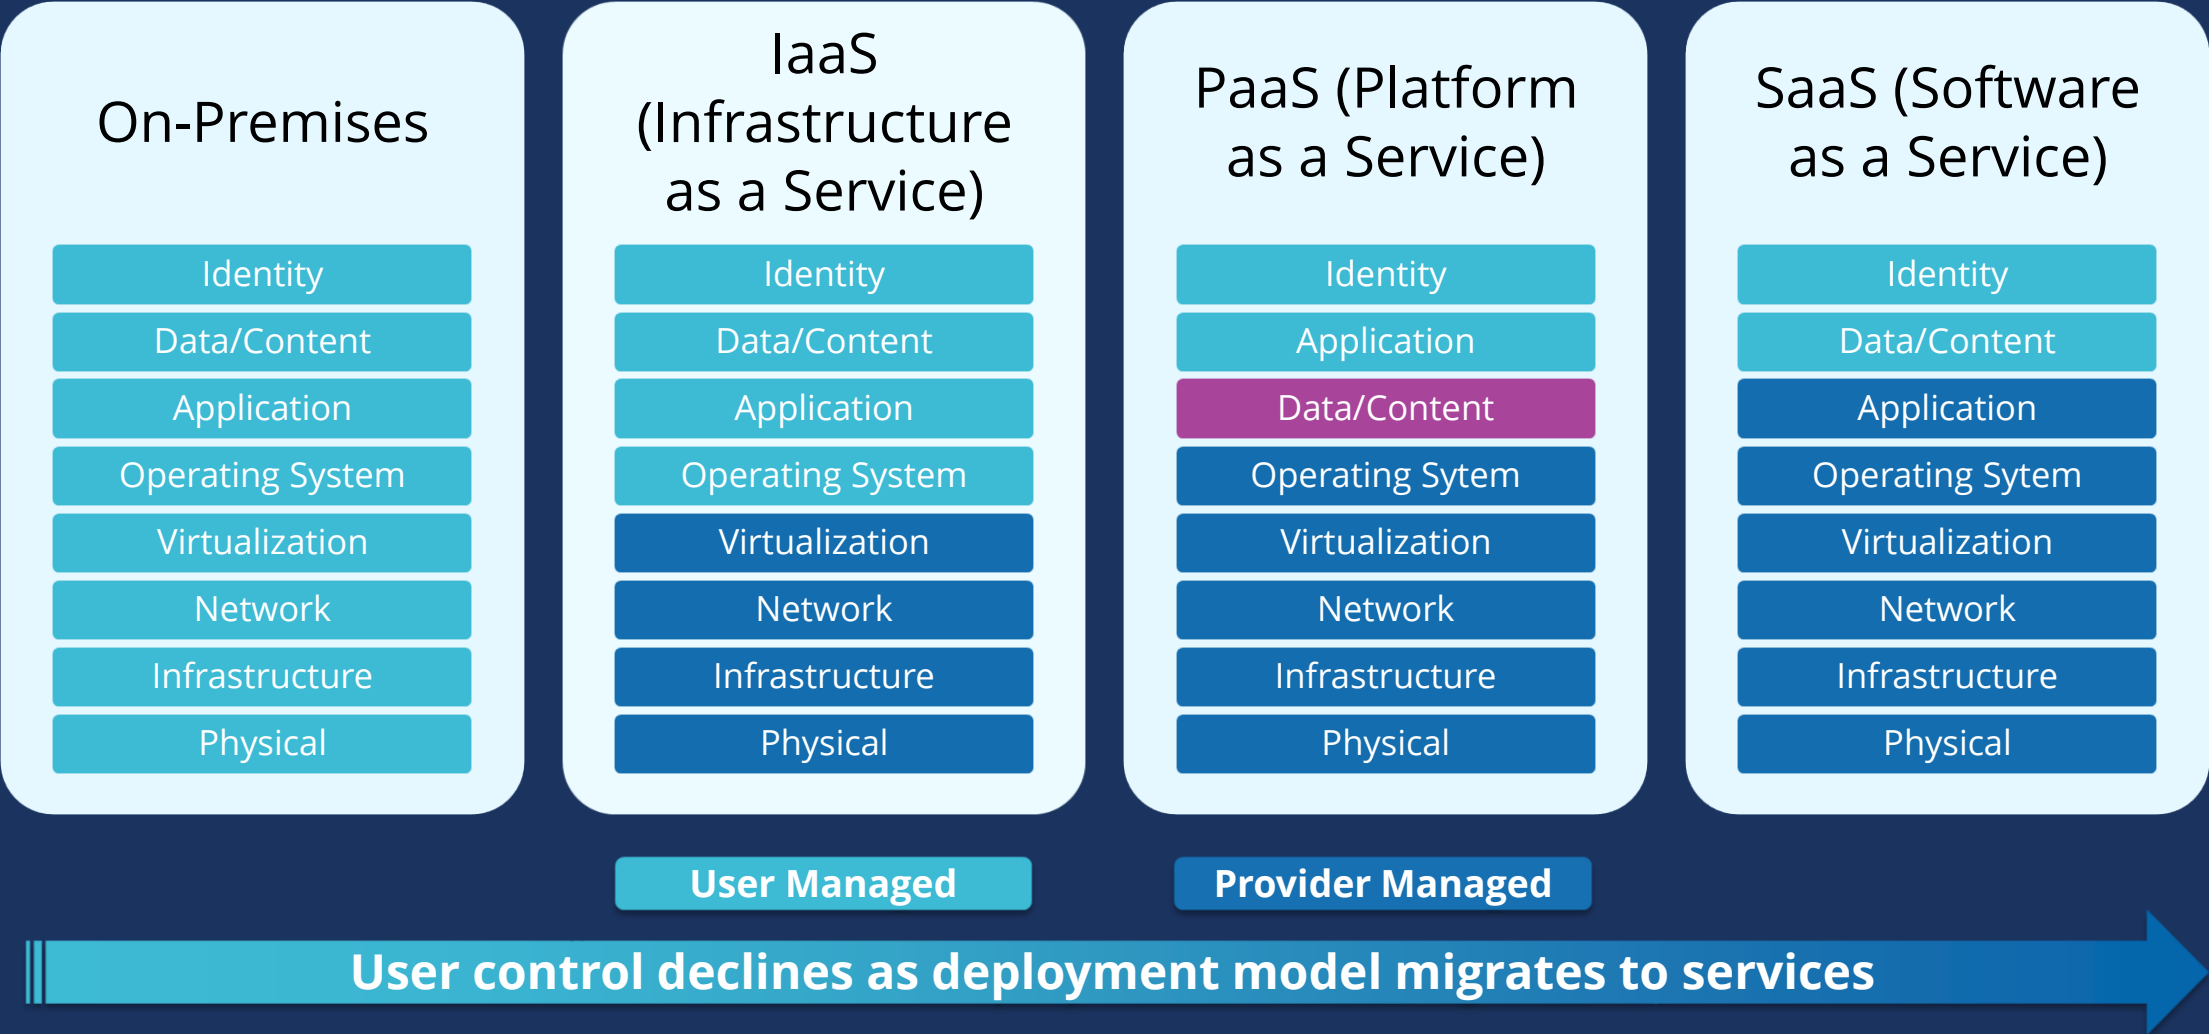 On-Premises
Identity
Data/Content
Application
Operating System
Virtualization
Network
Infrastructure
Physical
IaaS
(Infrastructure
as a Service)
Identity
Data/Content
Application
Operating System
Virtualization
Network
Infrastructure
Physical
PaaS (Platform
as a Service)
Identity
Application
Data/Content
Operating Sytem
Virtualization
Network
Infrastructure
Physical
SaaS (Software
as a Service)
Identity
Data/Content
Application
Operating Sytem
Virtualization
Network
Infrastructure
Physical
User Managed
Provider Managed
User control declines as deployment model migrates to services